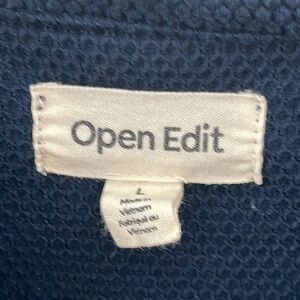 Open Edit
L
Made in
Vietnam
Fabriqué au
Vietnam